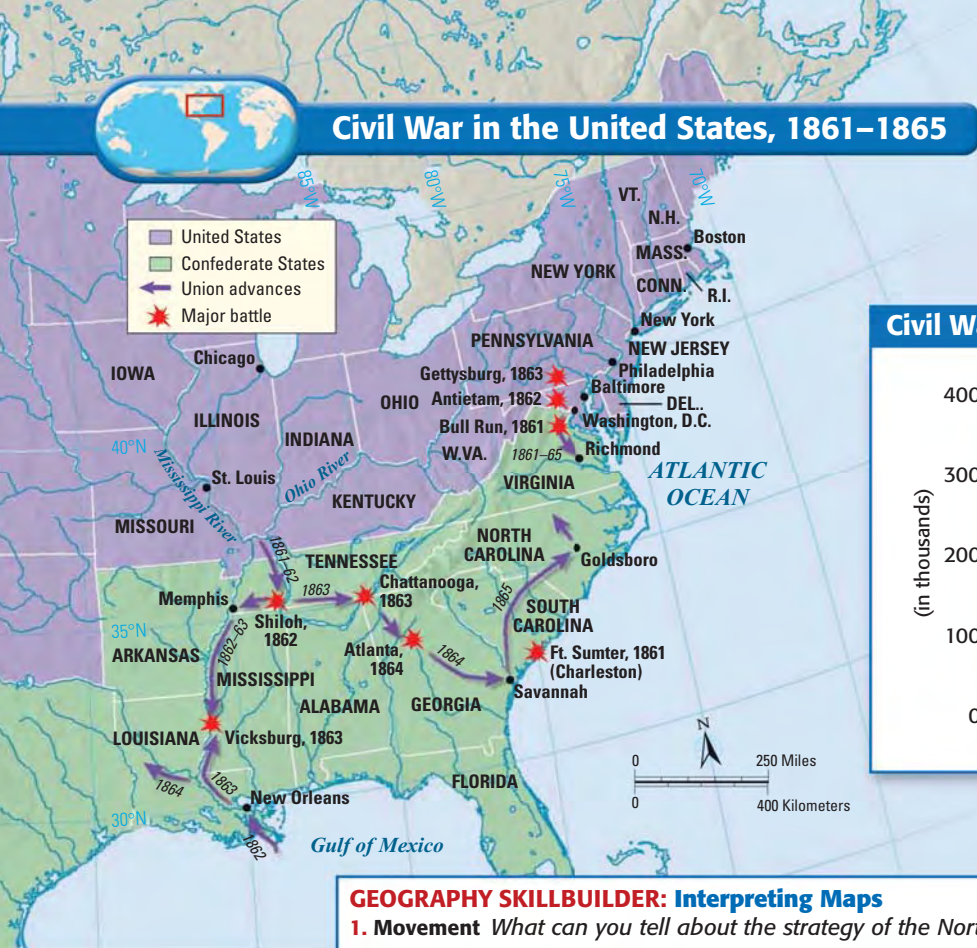 Civil War in the United States, 1861–1865
85°W
80°W
75°W
70°W
United States
Confederate States
Union advances
Major battle
VT.
N.H.
Boston
MASS.
NEW YORK
CONN.
R.I.
New York
PENNSYLVANIA
NEW JERSEY
Chicago
IOWA
Gettysburg, 1863
Philadelphia
Baltimore
OHIO
Antietam, 1862
DEL..
ILLINOIS
Bull Run, 1861
Washington, D.C.
INDIANA
40°N
W.VA.
1861–65
Richmond
Mississippi River
St. Louis
Ohio River
VIRGINIA
ATLANTIC
OCEAN
KENTUCKY
MISSOURI
NORTH
CAROLINA
1861–62
TENNESSEE
Goldsboro
Chattanooga,
1863
1863
Memphis
1865
SOUTH
CAROLINA
Shiloh,
1862
35°N
1862–63
ARKANSAS
Atlanta,
1864
1864
Ft. Sumter, 1861
(Charleston)
MISSISSIPPI
Savannah
ALABAMA
GEORGIA
LOUISIANA
Vicksburg, 1863
N
0
250 Miles
0
400 Kilometers
1864
1863
FLORIDA
New Orleans
30°N
1862
Gulf of Mexico
Civil W
400
300
200
100
0
(in thousands)
GEOGRAPHY SKILLBUILDER: Interpreting Maps
1. Movement What can you tell about the strategy of the Nor